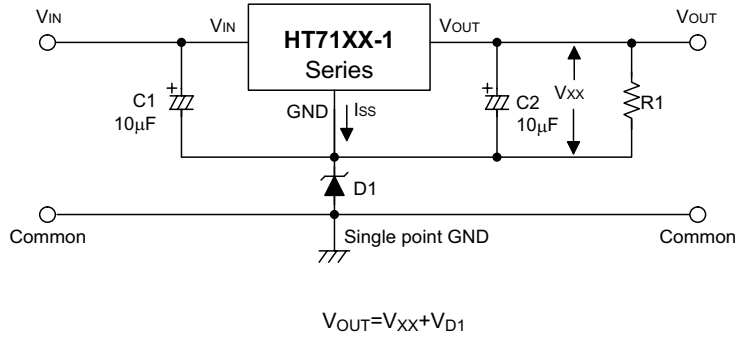 VIN
VIN
HT71XX-1
Series
VOUT
VOUT
C1
10μF
GND
ISS
C2
10μF
VXX
R1
D1
Common
Single point GND
Common
VOUT=VXX+VD1